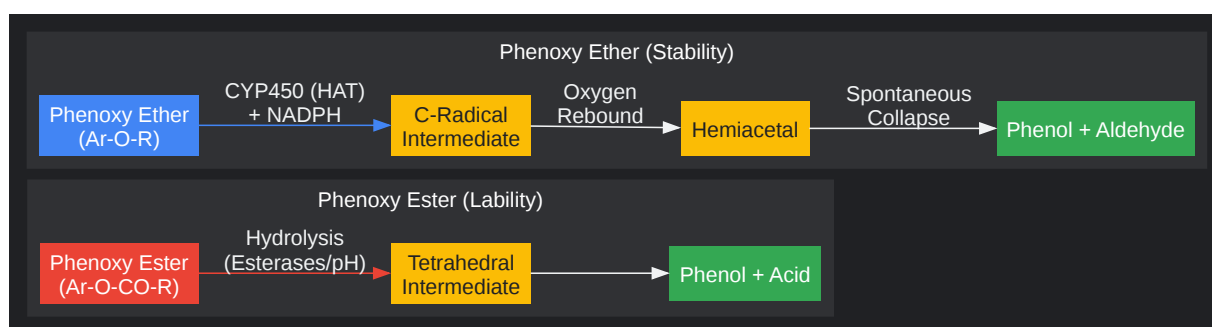 Phenoxy Ether (Stability)
Phenoxy Ether
(Ar-O-R)
CYP450 (HAT)
+ NADPH
C-Radical
Intermediate
Oxygen
Rebound
Hemiacetal
Spontaneous
Collapse
Phenol + Aldehyde
Phenoxy Ester (Lability)
Phenoxy Ester
(Ar-O-CO-R)
Hydrolysis
(Esterases/pH)
Tetrahedral
Intermediate
Phenol + Acid